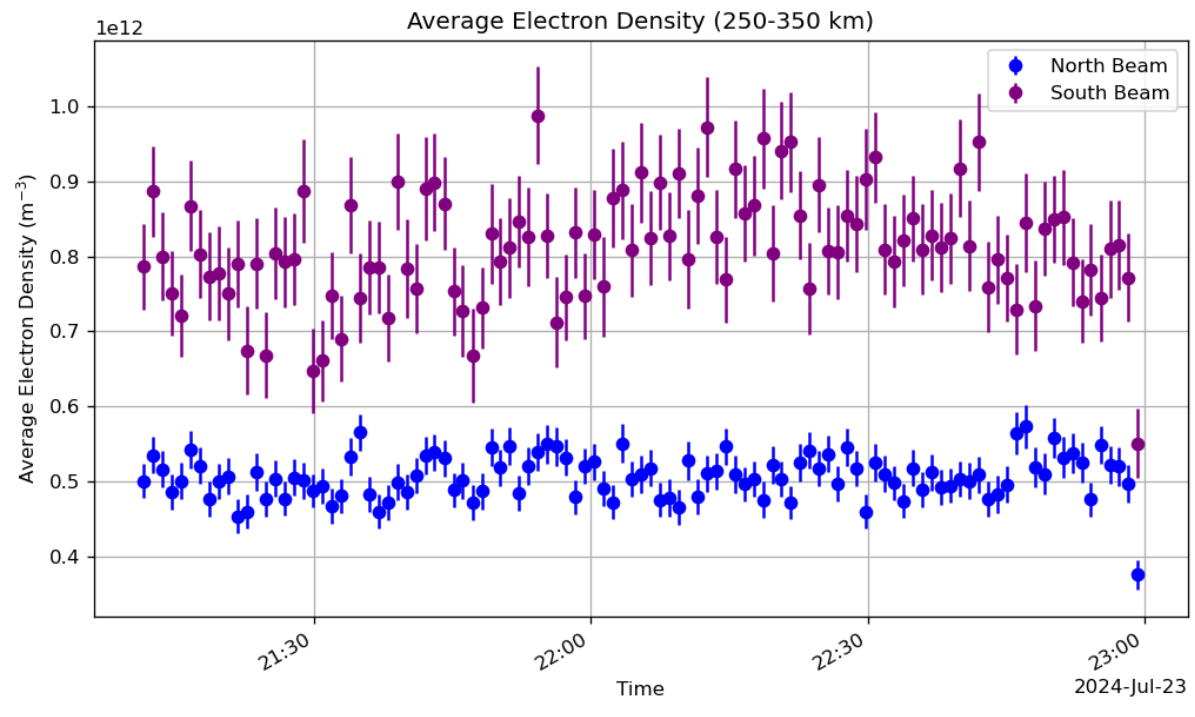 Average Electron Density (250-350 km)
1e12
North Beam
South Beam
1.0
0.9
0.8
0.7
0.6
0.5
0.4
Average Electron Density (m⁻³)
21:30
22:00
22:30
23:00
Time
2024-Jul-23